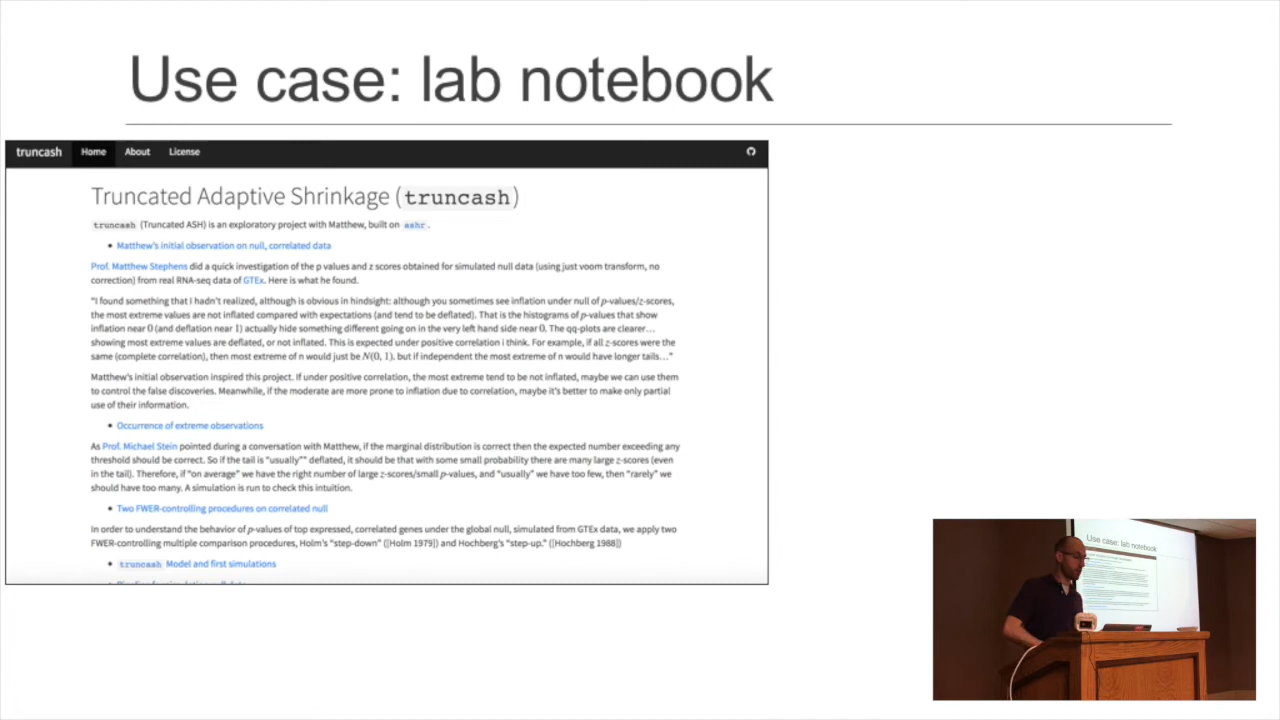 Use case: lab notebook
truncash Home About License
Truncated Adaptive Shrinkage (truncash)
truncash (Truncated ASH) is an exploratory project with Matthew, built on ashr.
• Matthew's initial observation on null, correlated data
Prof. Matthew Stephens did a quick investigation of the p values and z scores obtained for simulated null data (using just voom transform, no
correction) from real RNA-seq data of GTEx. Here is what he found.
"I found something that I hadn't realized, although is obvious in hindsight: although you sometimes see inflation under null of p-values/z-scores,
the most extreme values are not inflated compared with expectations (and tend to be deflated). That is the histograms of p-values that show
inflation near 0 (and deflation near 1) actually hide something different going on in the very left hand side near 0. The qq-plots are clearer…
showing most extreme values are deflated, or not inflated. This is expected under positive correlation i think. For example, if all z-scores were the
same (complete correlation), then most extreme of n would just be N(0, 1). but if independent the most extreme of n would have longer tails…"
Matthew's initial observation inspired this project. If under positive correlation, the most extreme tend to be not inflated, maybe we can use them
to control the false discoveries. Meanwhile, if the moderate are more prone to inflation due to correlation, maybe it's better to make only partial
use of their information.
• Occurrence of extreme observations
As Prof. Michael Stein pointed during a conversation with Matthew, if the marginal distribution is correct then the expected number exceeding any
threshold should be correct. So if the tail is "usually"" deflated, it should be that with some small probability there are many large z-scores (even
in the tail). Therefore, if "on average" we have the right number of large z-scores/small p-values, and "usually" we have too few, then "rarely" we
should have too many. A simulation is run to check this intuition.
• Two FWER-controlling procedures on correlated null
In order to understand the behavior of p-values of top expressed, correlated genes under the global null, simulated from GTEx data, we apply two
FWER-controlling multiple comparison procedures, Holm's "step-down" ([Holm 1979]) and Hochberg's "step-up." ([Hochberg 1988])
• truncash Model and first simulations
Use case: lab notebook